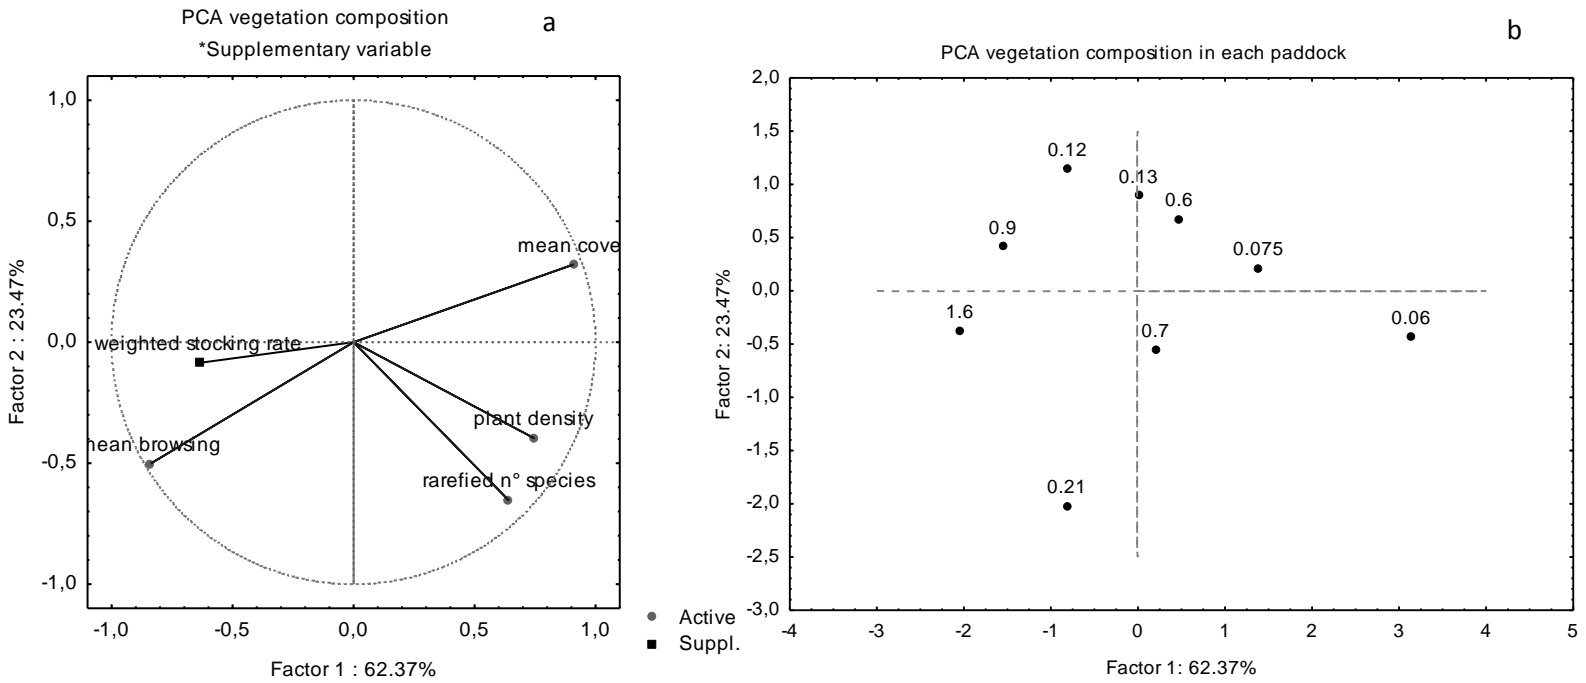 PCA vegetation composition
*Supplementary variable
a
1,0
0,5
0,0
-0,5
-1,0
Factor 2 : 23.47%
mean cove
weighted stocking rate
plant density
mean browsing
rarefied n° species
-1,0 -0,5 0,0 0,5 1,0
Factor 1 : 62.37%
Active
Suppl.
b
PCA vegetation composition in each paddock
2,0
1,5
1,0
0,5
0,0
-0,5
-1,0
-1,5
-2,0
-2,5
-3,0
Factor 2: 23.47%
0.12
0.13
0.6
0.9
0.075
1.6
0.7
0.06
0.21
-4 -3 -2 -1 0 1 2 3 4 5
Factor 1: 62.37%